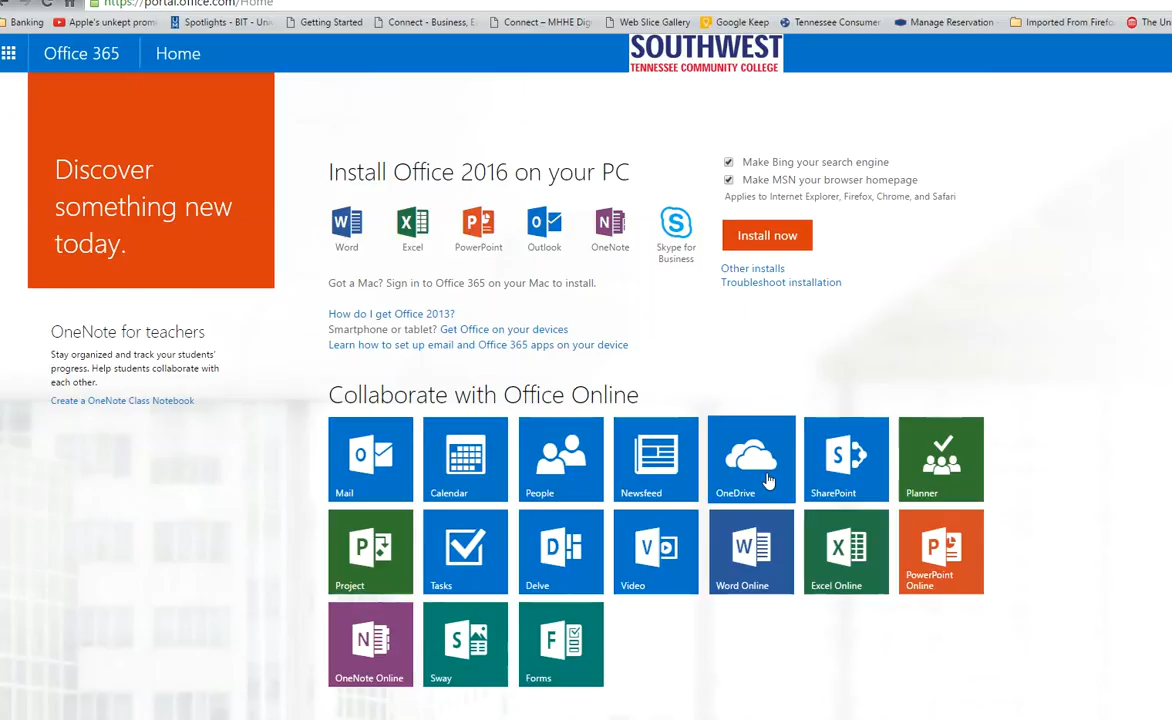 https://portal.office.com/Home
Banking
Apple's unkept promi
Spotlights - BIT - Uni
Getting Started
Connect - Business, E
Connect – MHHE Dig
Web Slice Gallery
Google Keep
Tennessee Consumer
Manage Reservation -
Imported From Firefo
The Un
Office 365
Home
SOUTHWEST
TENNESSEE COMMUNITY COLLEGE
Discover
something new
today.
OneNote for teachers
Stay organized and track your students'
progress. Help students collaborate with
each other.
Create a OneNote Class Notebook
Install Office 2016 on your PC
Word
Excel
PowerPoint
Outlook
OneNote
Skype for
Business
Make Bing your search engine
Make MSN your browser homepage
Applies to Internet Explorer, Firefox, Chrome, and Safari
Install now
Other installs
Troubleshoot installation
Got a Mac? Sign in to Office 365 on your Mac to install.
How do I get Office 2013?
Smartphone or tablet? Get Office on your devices
Learn how to set up email and Office 365 apps on your device
Collaborate with Office Online
Mail
Calendar
People
Newsfeed
OneDrive
SharePoint
Planner
Project
Tasks
Delve
Video
Word Online
Excel Online
PowerPoint
Online
OneNote Online
Sway
Forms